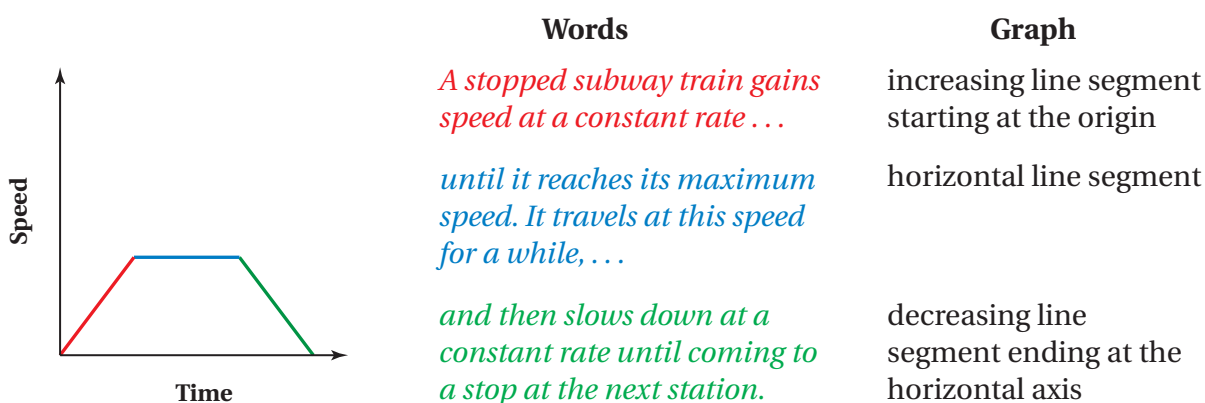 Words
Graph
Speed
Time
A stopped subway train gains
speed at a constant rate . . .
increasing line segment
starting at the origin
until it reaches its maximum
speed. It travels at this speed
for a while, . . .
horizontal line segment
and then slows down at a
constant rate until coming to
a stop at the next station.
decreasing line
segment ending at the
horizontal axis